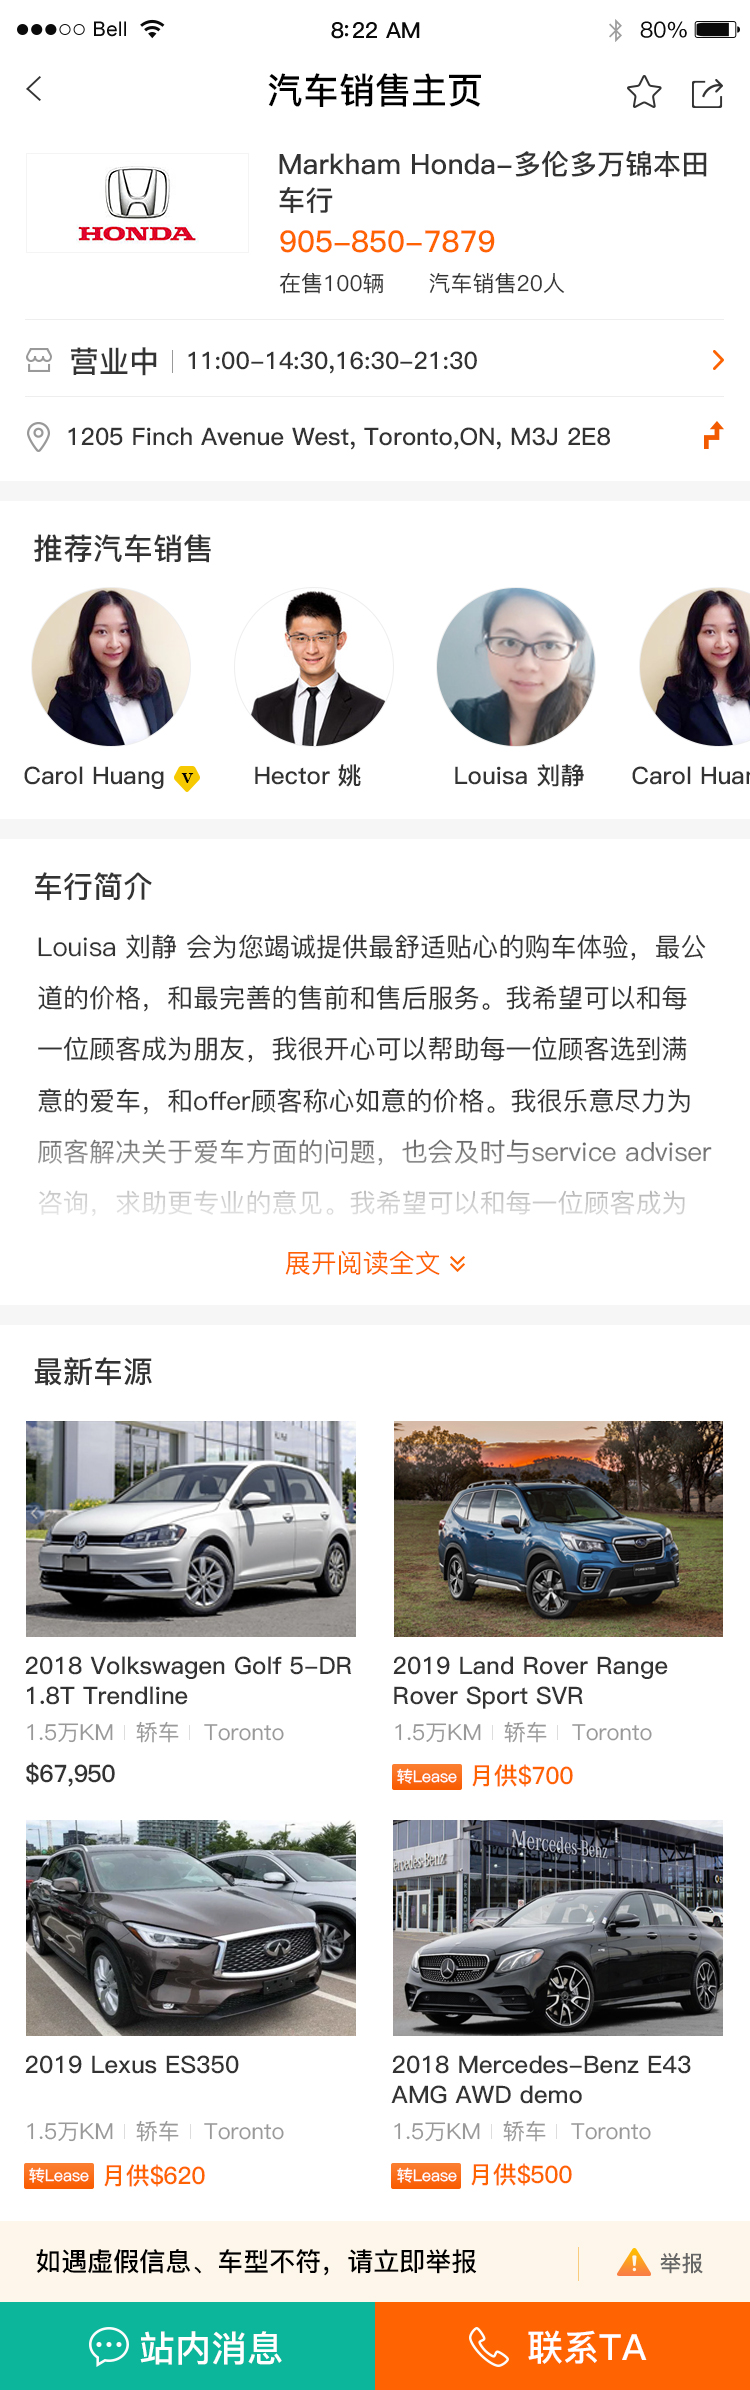 Bell 8:22 AM 80%
汽车销售主页
HONDA
Markham Honda-多伦多万锦本田
车行
905-850-7879
在售100辆 汽车销售20人
营业中 11:00-14:30,16:30-21:30
1205 Finch Avenue West, Toronto,ON, M3J 2E8
推荐汽车销售
Carol Huang V Hector 姚 Louisa 刘静 Carol Huan
车行简介
Louisa 刘静 会为您竭诚提供最舒适贴心的购车体验，最公
道的价格，和最完善的售前和售后服务。我希望可以和每
一位顾客成为朋友，我很开心可以帮助每一位顾客选到满
意的爱车，和offer顾客称心如意的价格。我很乐意尽力为
顾客解决关于爱车方面的问题，也会及时与service adviser
咨询，求助更专业的意见。我希望可以和每一位顾客成为
展开阅读全文
最新车源
2018 Volkswagen Golf 5-DR
1.8T Trendline
1.5万KM 轿车 Toronto
$67,950
2019 Land Rover Range
Rover Sport SVR
1.5万KM 轿车 Toronto
转Lease 月供$700
Mercedes-Benz
2019 Lexus ES350
1.5万KM 轿车 Toronto
转Lease 月供$620
2018 Mercedes-Benz E43
AMG AWD demo
1.5万KM 轿车 Toronto
转Lease 月供$500
如遇虚假信息、车型不符，请立即举报 举报
站内消息 联系TA